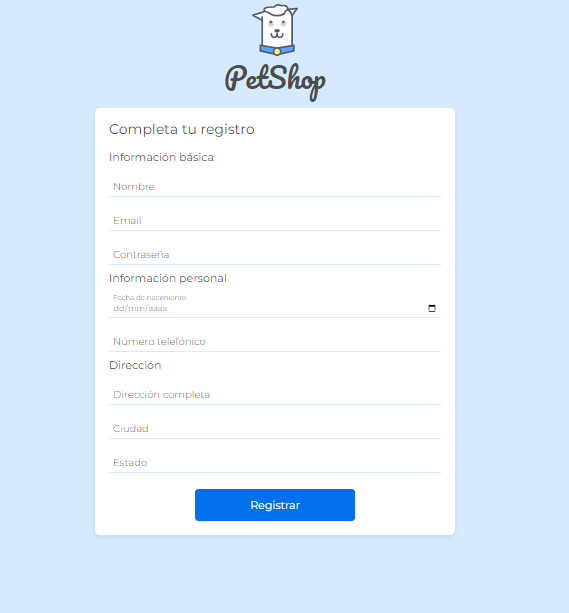 PetShop
Completa tu registro
Información básica
Nombre
Email
Contraseña
Información personal
Fecha de nacimiento
dd/mm/aaaa
Número telefónico
Dirección
Dirección completa
Ciudad
Estado
Registrar